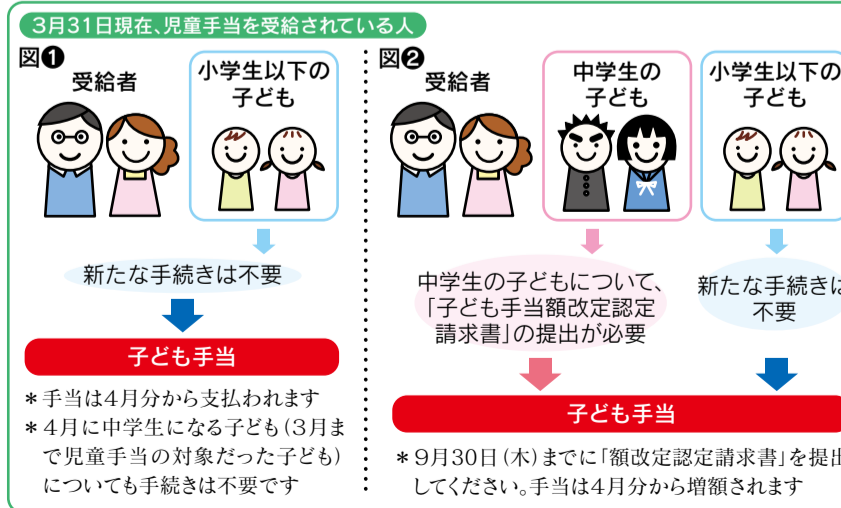 3月31日現在、児童手当を受給されている人
図❶
受給者
小学生以下の
子ども
新たな手続きは不要
子ども手当
＊手当は4月分から支払われます
＊4月に中学生になる子ども(3月ま
で児童手当の対象だった子ども)
についても手続きは不要です
図❷
受給者
中学生の
子ども
小学生以下の
子ども
中学生の子どもについて、
「子ども手当額改定認定
請求書」の提出が必要
新たな手続きは
不要
子ども手当
＊9月30日(木)までに「額改定認定請求書」を提出
してください。手当は4月分から増額されます